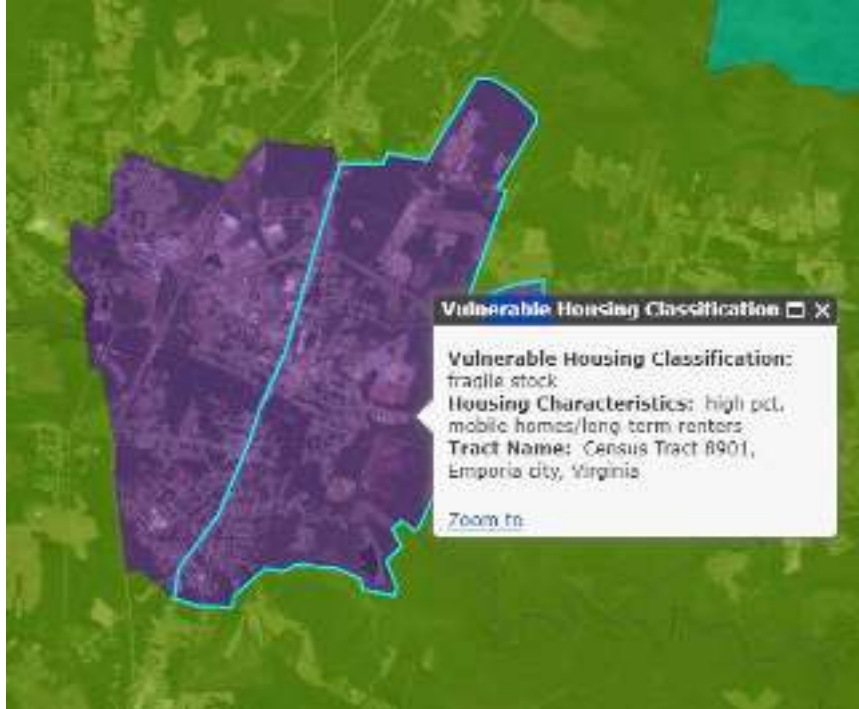 Vulnerable Housing Classification
Vulnerable Housing Classification:
fragile stock
Housing Characteristics: high pct.
mobile homes/long term renters
Tract Name: Census Tract 8901,
Emporia city, Virginia
Zoom to